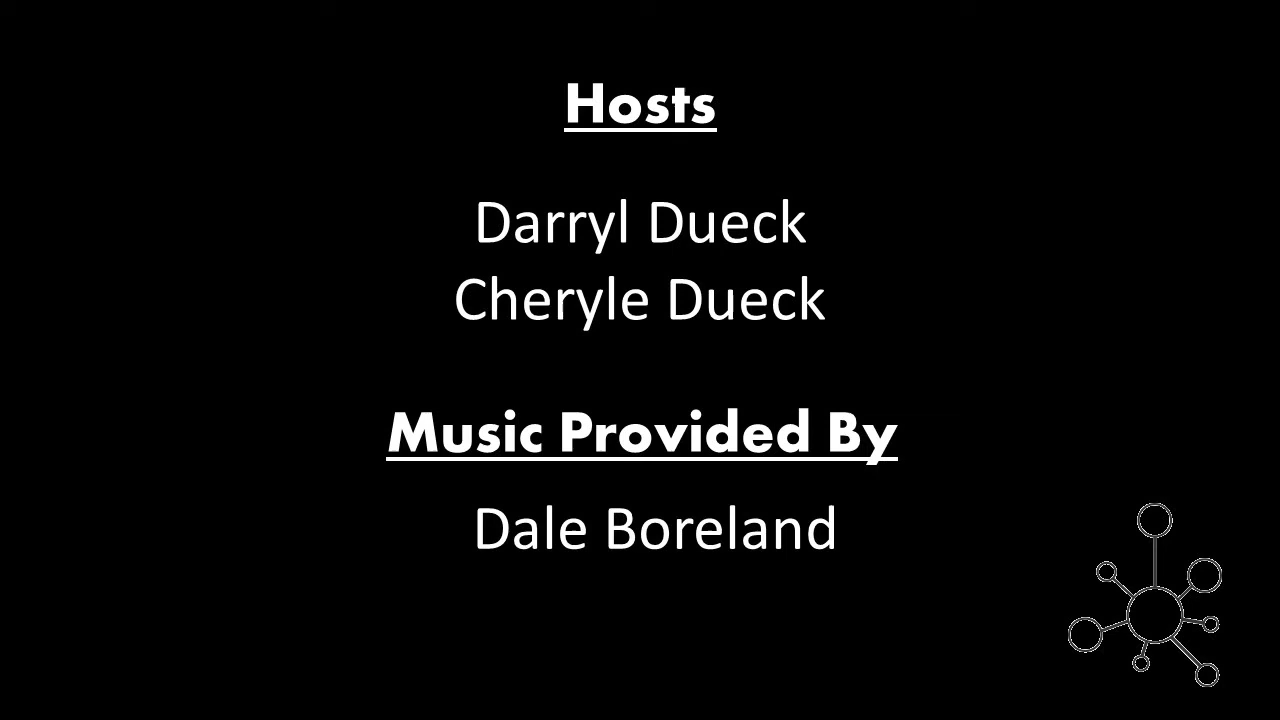 Hosts
Darryl Dueck
Cheryle Dueck
Music Provided By
Dale Boreland